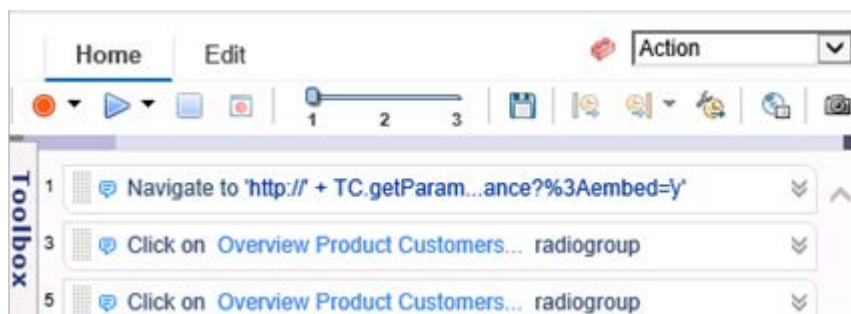 Home Edit Action
1 2 3
Toolbox
1 Navigate to 'http://' + TC.getParam...ance?%3Aembed='y'
3 Click on Overview Product Customers... radiogroup
5 Click on Overview Product Customers... radiogroup